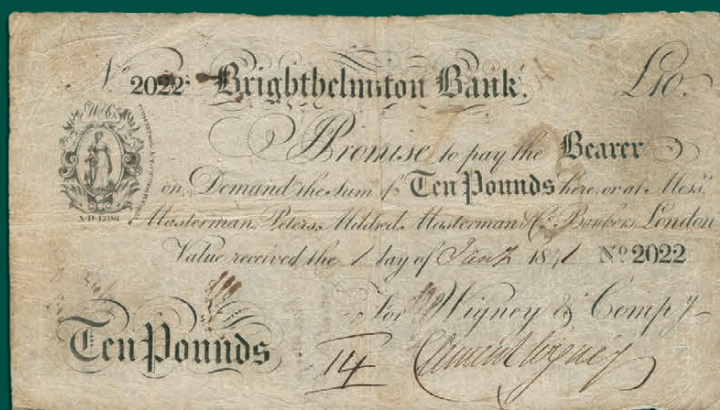 No. 2022 Brighthelmston Bank. £10.
Promise to pay the Bearer
on Demand the Sum of Ten Pounds here or at Messrs
Masterman, Peters, Mildred, Masterman & Co. Bankers, London
Value received the 1 day of Jany 1841 No. 2022
For Wigney & Compy
Ten Pounds
14
A·D·1796